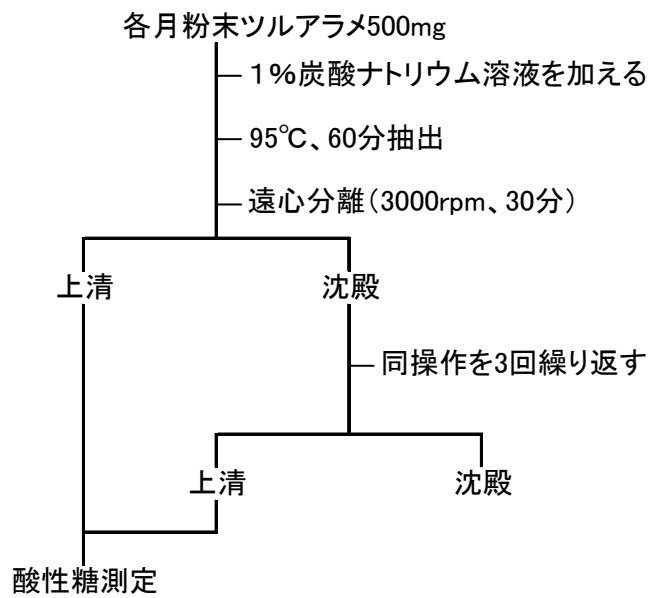 各月粉末ツルアラメ500mg
１％炭酸ナトリウム溶液を加える
95℃、60分抽出
遠心分離（3000rpm、30分）
上清
沈殿
同操作を3回繰り返す
上清
沈殿
酸性糖測定